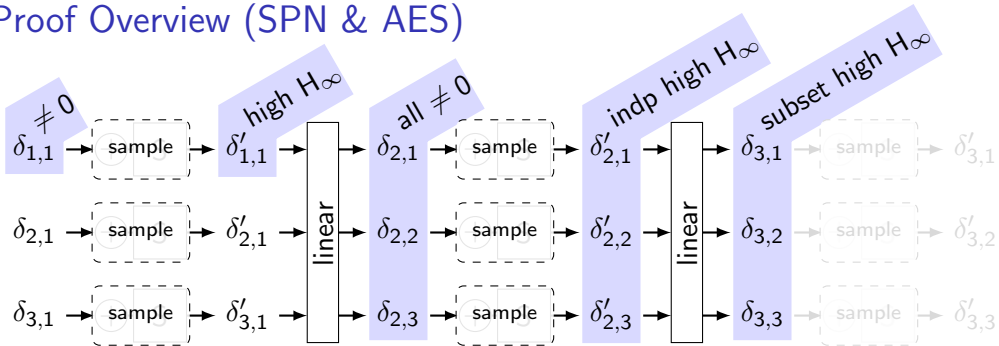 Proof Overview (SPN & AES)
≠ 0 high H∞ all ≠ 0 indp high H∞ subset high H∞
δ1,1 sample δ′1,1 δ2,1 sample δ′2,1 δ3,1 sample δ′3,1
δ2,1 sample δ′2,1 linear δ2,2 sample δ′2,2 linear δ3,2 sample δ′3,2
δ3,1 sample δ′3,1 δ2,3 sample δ′2,3 δ3,3 sample δ′3,3